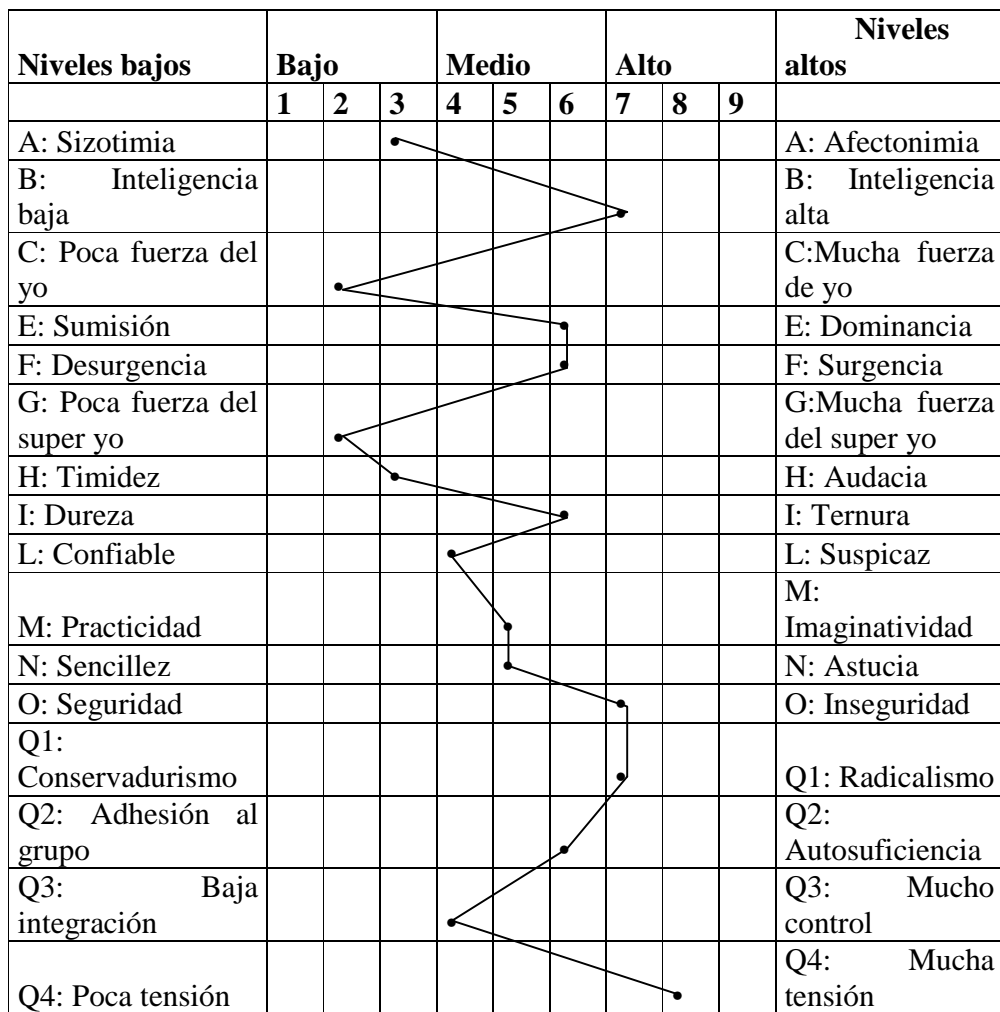 Niveles bajos Bajo Medio Alto Niveles altos
1 2 3 4 5 6 7 8 9
A: Sizotimia A: Afectonimia
B: Inteligencia B: Inteligencia
baja alta
C: Poca fuerza del C:Mucha fuerza
yo de yo
E: Sumisión E: Dominancia
F: Desurgencia F: Surgencia
G: Poca fuerza del G:Mucha fuerza
super yo del super yo
H: Timidez H: Audacia
I: Dureza I: Ternura
L: Confiable L: Suspicaz
M:
M: Practicidad Imaginatividad
N: Sencillez N: Astucia
O: Seguridad O: Inseguridad
Q1:
Conservadurismo Q1: Radicalismo
Q2: Adhesión al Q2:
grupo Autosuficiencia
Q3: Baja Q3: Mucho
integración control
Q4: Mucha
Q4: Poca tensión tensión